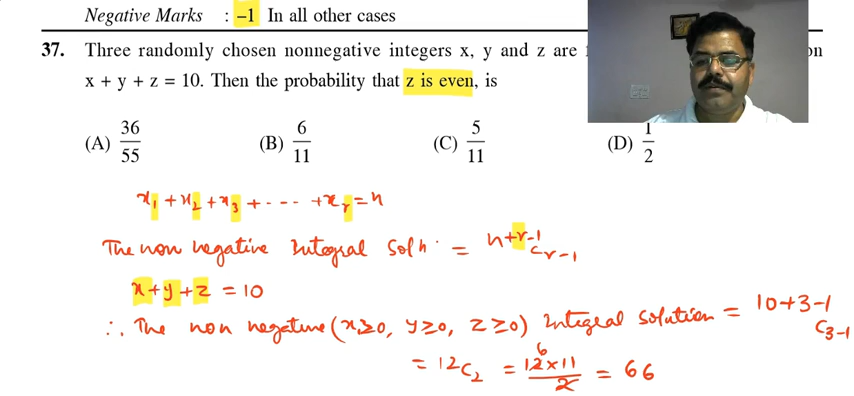 Negative Marks : –1 In all other cases
37. Three randomly chosen nonnegative integers x, y and z are on
x + y + z = 10. Then the probability that z is even, is
(A) 36/55 (B) 6/11 (C) 5/11 (D) 1/2
x₁ + x₂ + x₃ + ---- + xᵣ = n
The non negative Integral Solⁿ. = n+r-1 C r-1
x + y + z = 10
∴ The non negative (x≥0, y≥0, z≥0) Integral solution = 10+3-1 C 3-1
= 12C₂ = 12×11/2 6 = 66